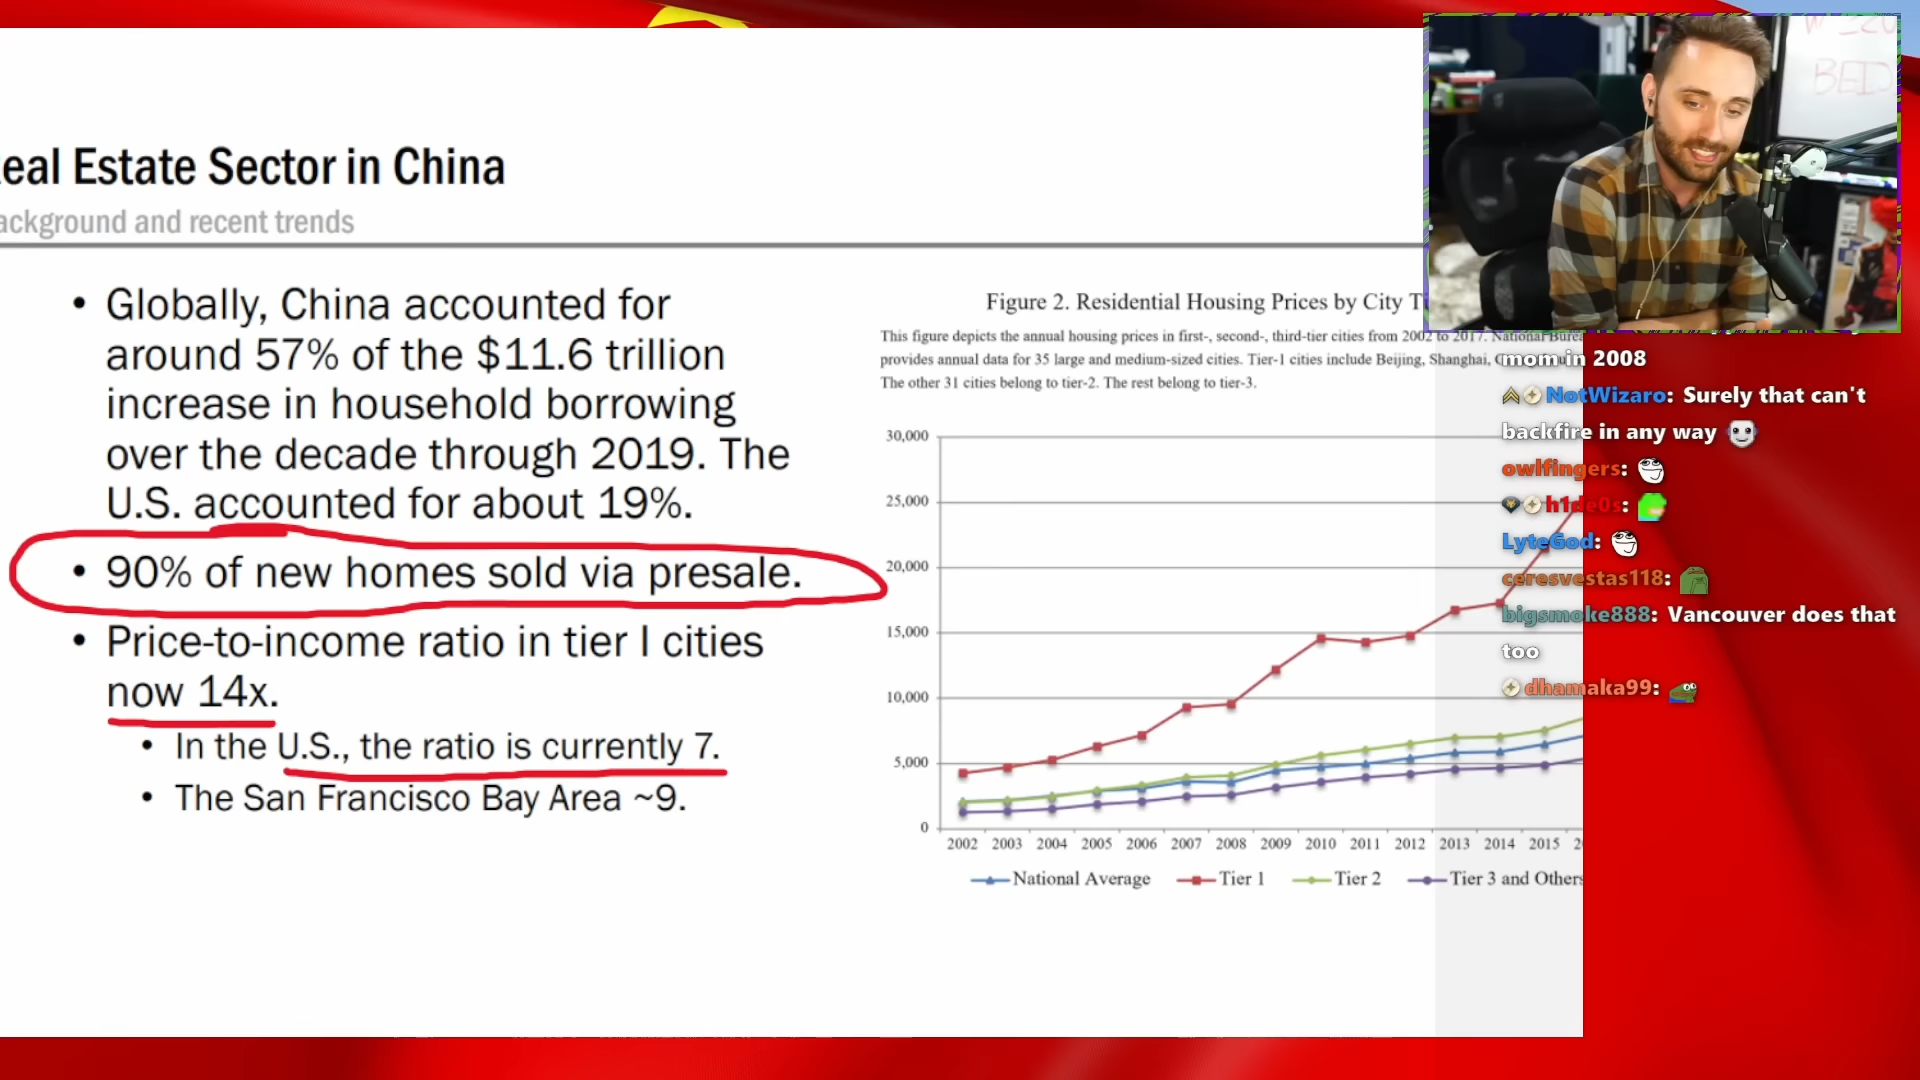 eal Estate Sector in China
ackground and recent trends
• Globally, China accounted for
around 57% of the $11.6 trillion
increase in household borrowing
over the decade through 2019. The
U.S. accounted for about 19%.
• 90% of new homes sold via presale.
• Price-to-income ratio in tier I cities
now 14x.
• In the U.S., the ratio is currently 7.
• The San Francisco Bay Area ~9.
Figure 2. Residential Housing Prices by City Ti
This figure depicts the annual housing prices in first-, second-, third-tier cities from 2002 to 2017. National Burea
provides annual data for 35 large and medium-sized cities. Tier-1 cities include Beijing, Shanghai,
The other 31 cities belong to tier-2. The rest belong to tier-3.
30,000
25,000
20,000
15,000
10,000
5,000
0
2002 2003 2004 2005 2006 2007 2008 2009 2010 2011 2012 2013 2014 2015
National Average Tier 1 Tier 2 Tier 3 and Others
BED
mom in 2008
NotWizaro: Surely that can't
backfire in any way
owlfingers:
h1de0s:
LyteGod:
ceresvestas118:
bigsmoke888: Vancouver does that
too
dhamaka99: